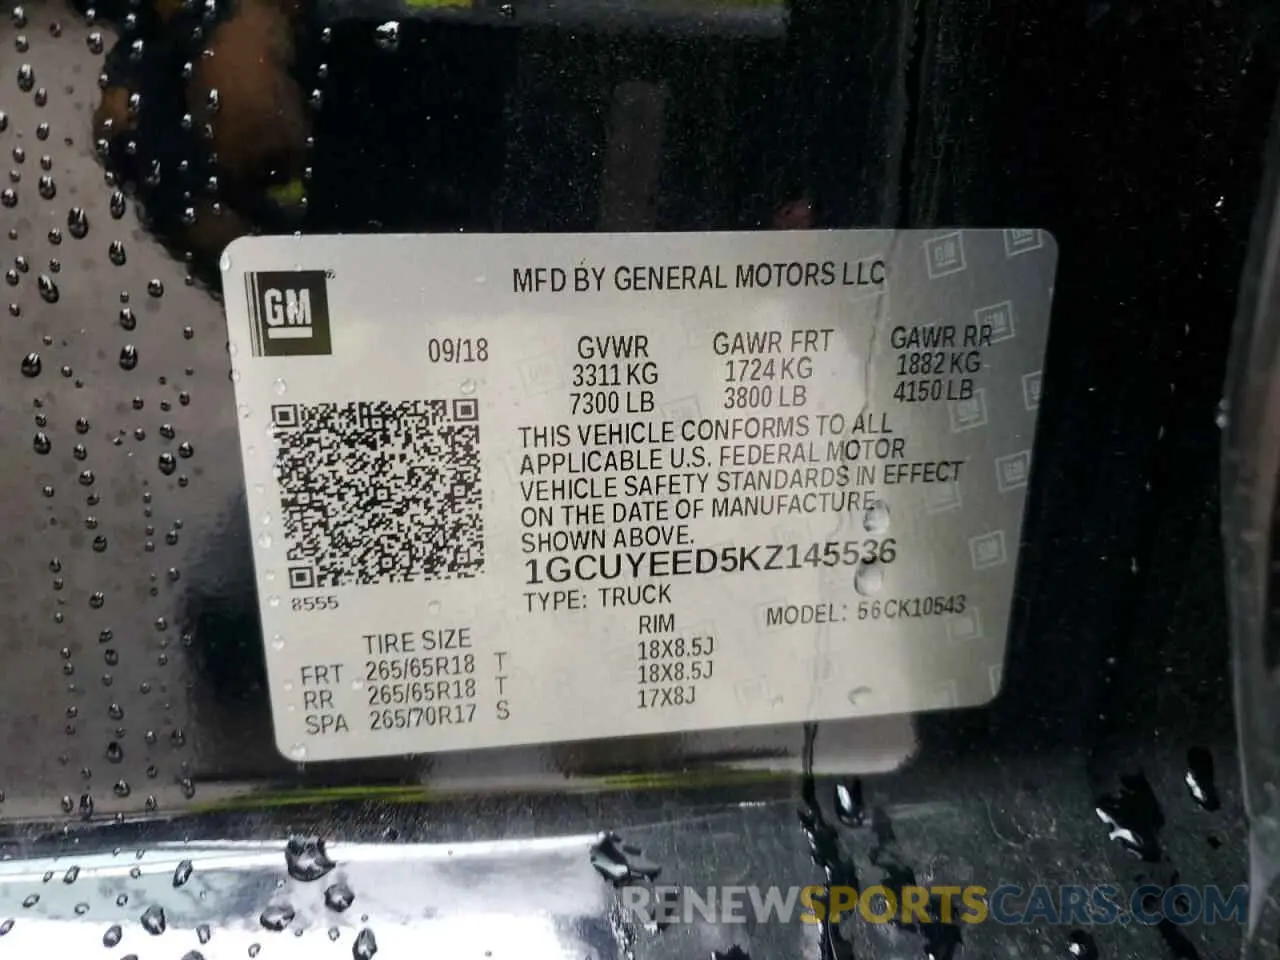 GM
MFD BY GENERAL MOTORS LLC
09/18 GVWR GAWR FRT GAWR RR
3311 KG 1724 KG 1882 KG
7300 LB 3800 LB 4150 LB
THIS VEHICLE CONFORMS TO ALL
APPLICABLE U.S. FEDERAL MOTOR
VEHICLE SAFETY STANDARDS IN EFFECT
ON THE DATE OF MANUFACTURE
SHOWN ABOVE.
1GCUYEED5KZ145536
8555
TYPE: TRUCK MODEL: 56CK10543
TIRE SIZE RIM
FRT 265/65R18 T 18X8.5J
RR 265/65R18 T 18X8.5J
SPA 265/70R17 S 17X8J
RENEWSPORTSCARS.COM